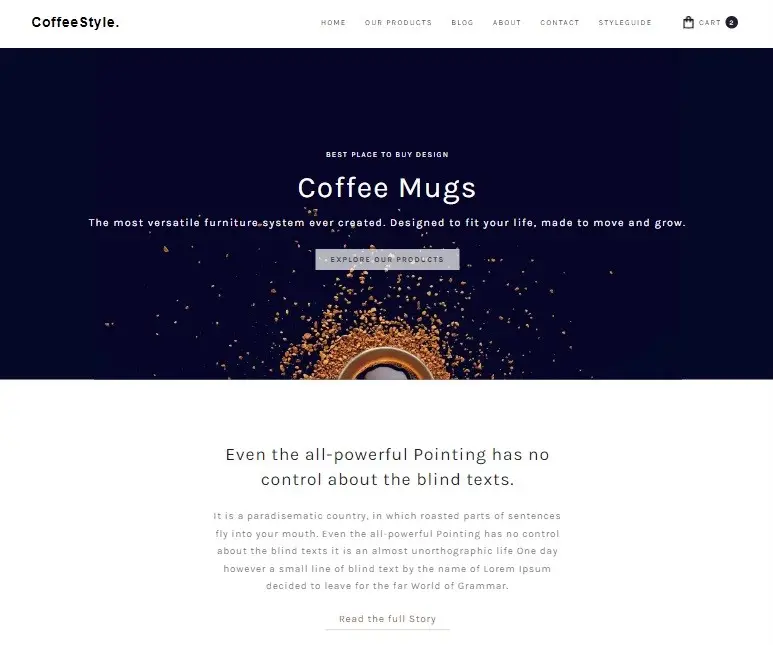 CoffeeStyle.
HOME OUR PRODUCTS BLOG ABOUT CONTACT STYLEGUIDE CART 2
BEST PLACE TO BUY DESIGN
Coffee Mugs
The most versatile furniture system ever created. Designed to fit your life, made to move and grow.
EXPLORE OUR PRODUCTS
Even the all-powerful Pointing has no
control about the blind texts.
It is a paradisematic country, in which roasted parts of sentences
fly into your mouth. Even the all-powerful Pointing has no control
about the blind texts it is an almost unorthographic life One day
however a small line of blind text by the name of Lorem Ipsum
decided to leave for the far World of Grammar.
Read the full Story